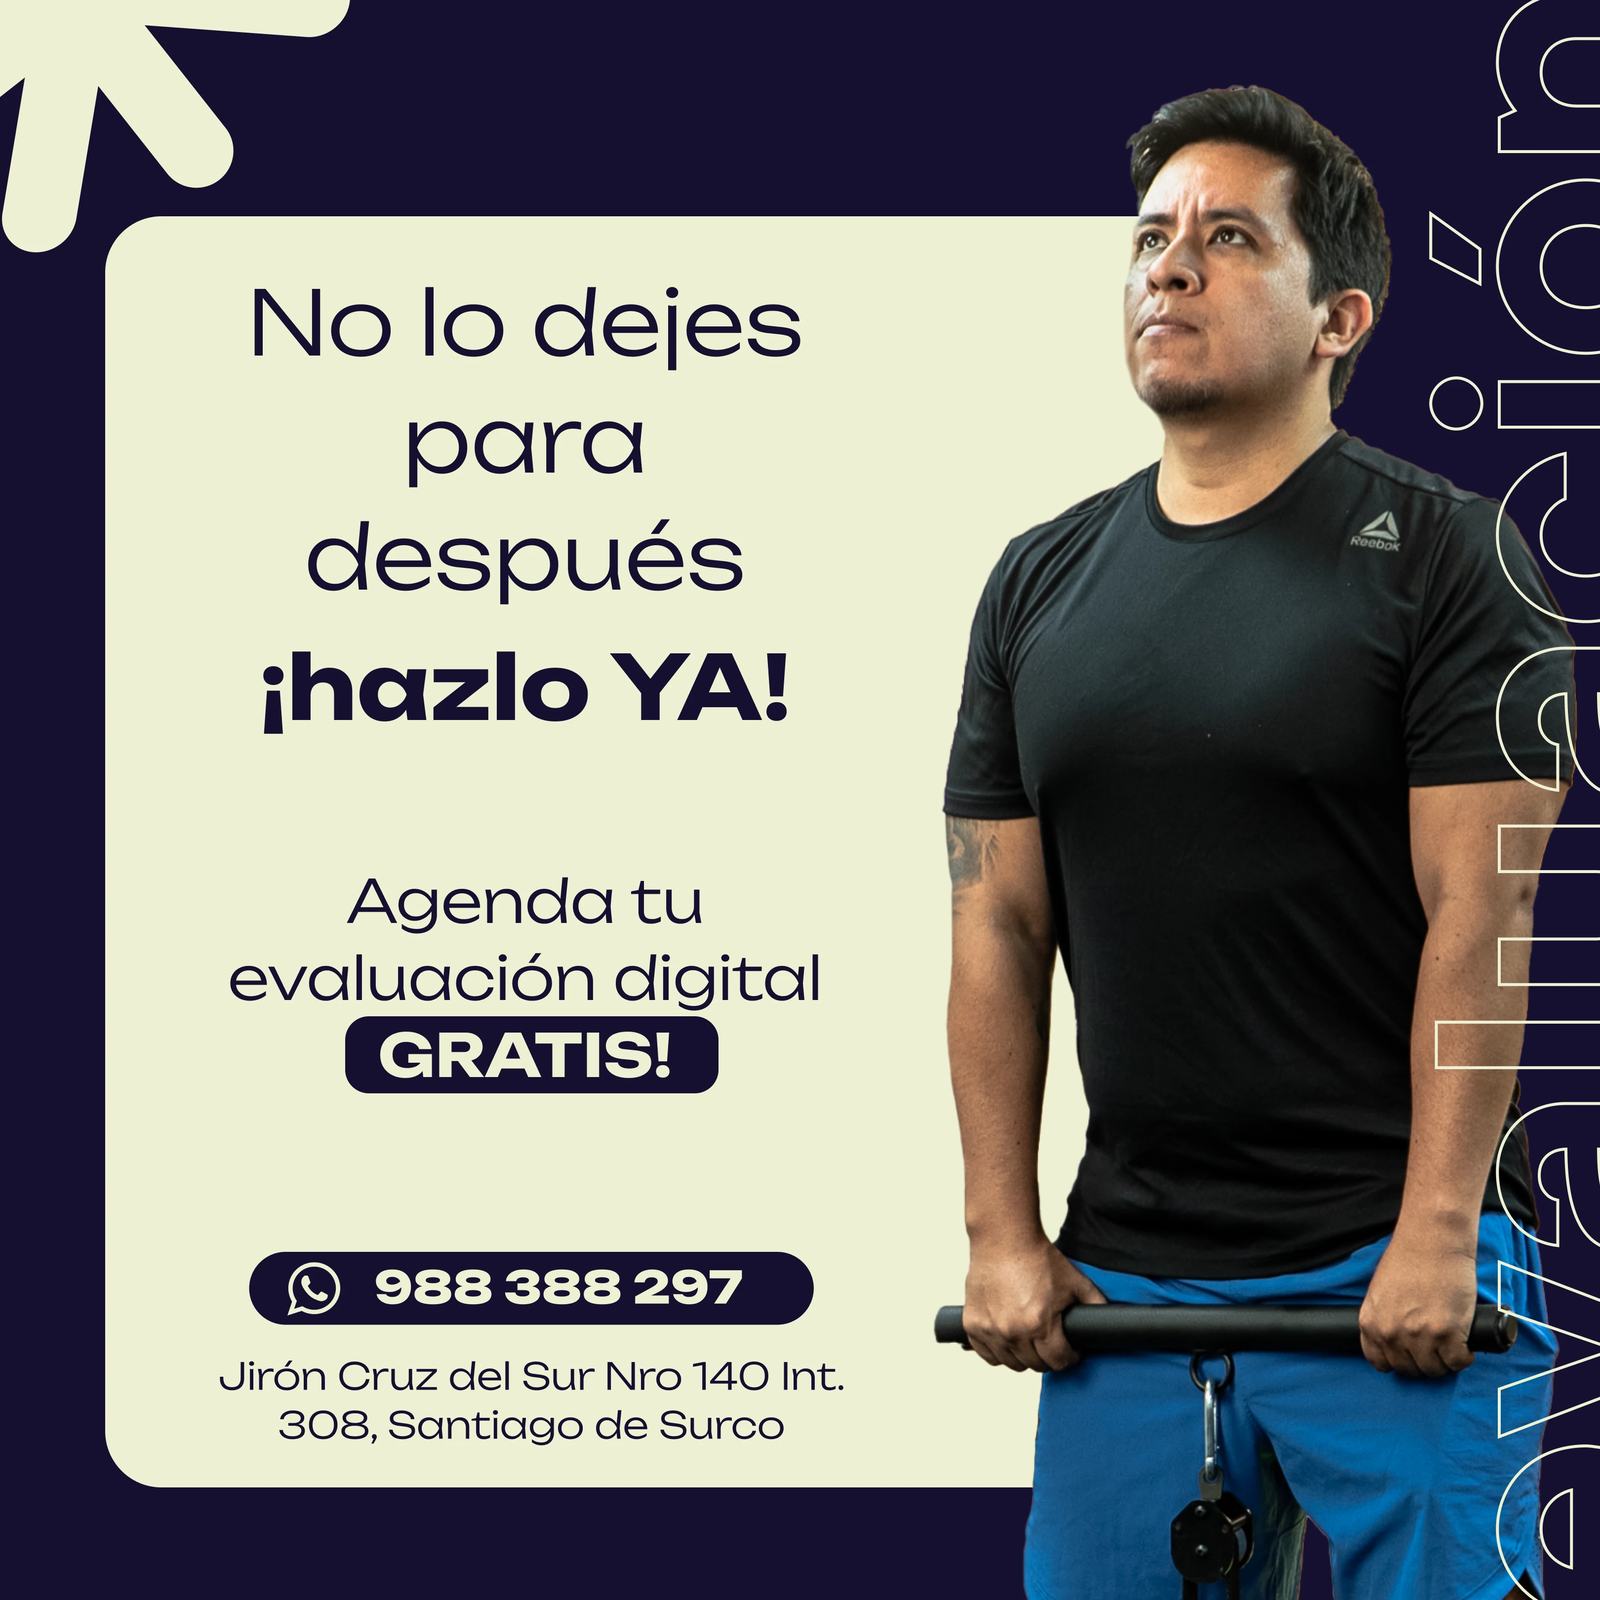 No lo dejes
para
después
¡hazlo YA!
Agenda tu
evaluación digital
GRATIS!
988 388 297
Jirón Cruz del Sur Nro 140 Int.
308, Santiago de Surco
Reebok
evaluación